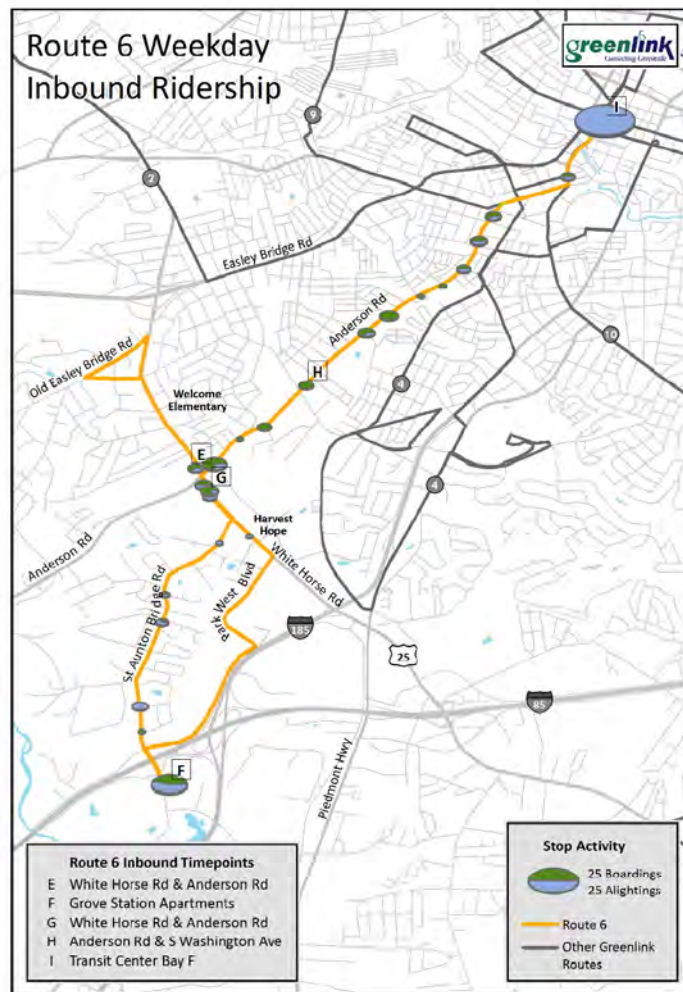 Route 6 Weekday
Inbound Ridership
greenlink
Connecting Greenville
I
9
2
Easley Bridge Rd
Anderson Rd
10
Old Easley Bridge Rd
H
Welcome
Elementary
E
G
4
Harvest
Hope
Anderson Rd
White Horse Rd
St Aunton Bridge Rd
Park West Blvd
185
25
85
F
Piedmont Hwy
Route 6 Inbound Timepoints
E White Horse Rd & Anderson Rd
F Grove Station Apartments
G White Horse Rd & Anderson Rd
H Anderson Rd & S Washington Ave
I Transit Center Bay F
Stop Activity
25 Boardings
25 Alightings
Route 6
Other Greenlink
Routes